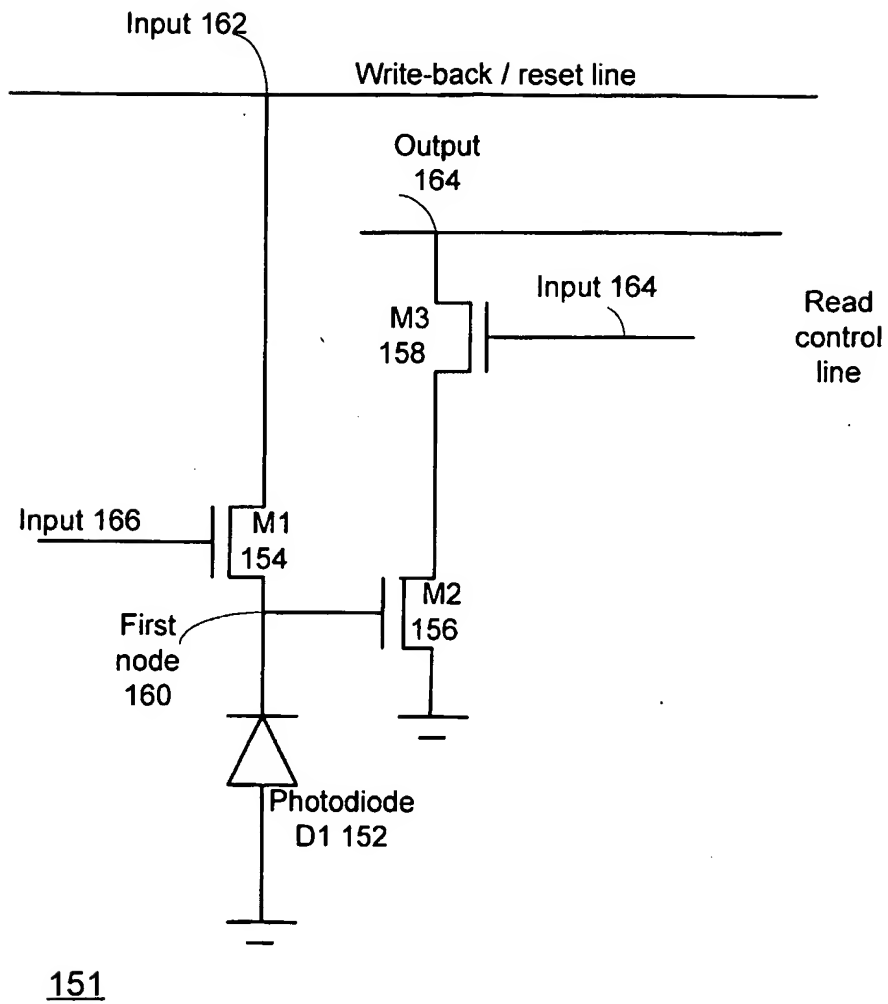 Input 162
Write-back / reset line
Output
164
Input 164
Read
control
line
M3
158
Input 166
M1
154
M2
156
First
node
160
Photodiode
D1 152
151